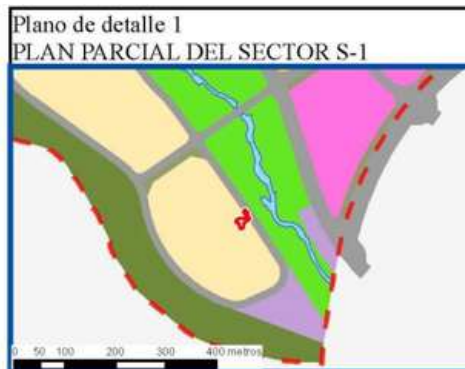 Plano de detalle 1
PLAN PARCIAL DEL SECTOR S-1
0 50 100 200 300 400 metros